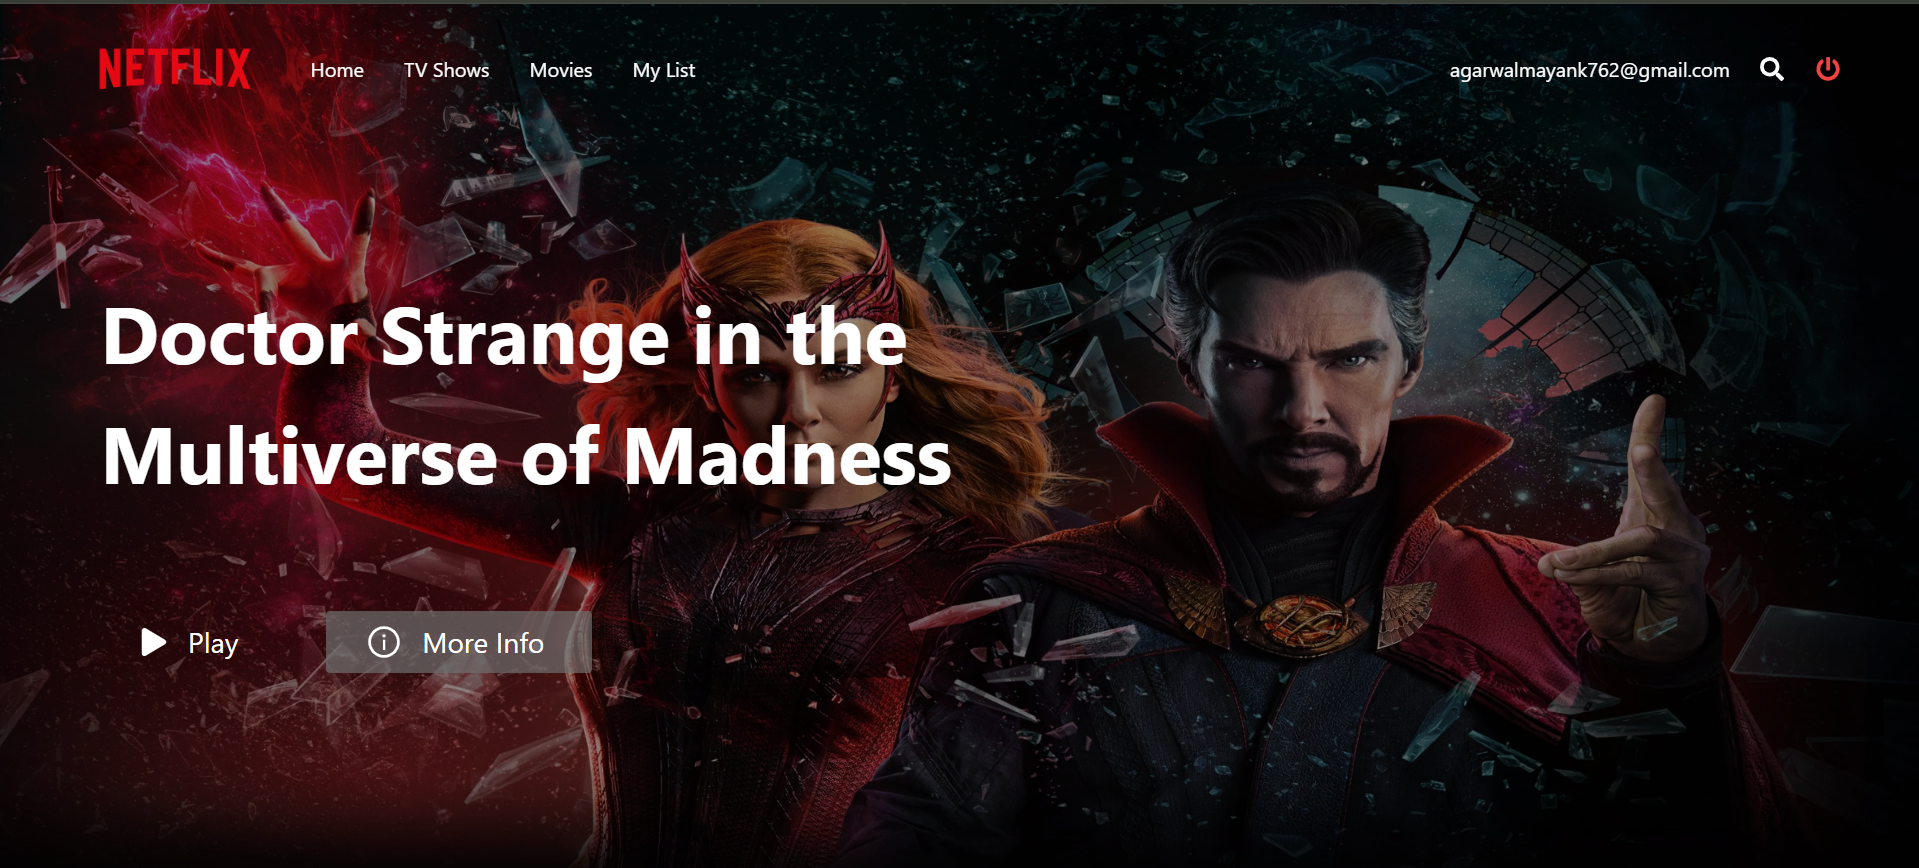 NETFLIX Home TV Shows Movies My List agarwalmayank762@gmail.com
Doctor Strange in the
Multiverse of Madness
Play More Info